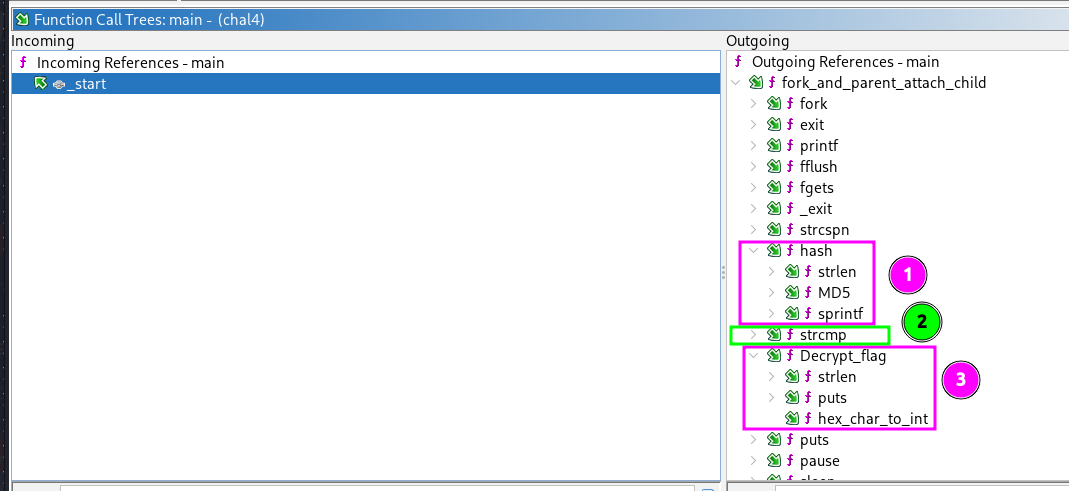 Function Call Trees: main - (chal4)
Incoming
f Incoming References - main
_start
Outgoing
f Outgoing References - main
f fork_and_parent_attach_child
f fork
f exit
f printf
f fflush
f fgets
f _exit
f strcspn
f hash
f strlen
1
f MD5
f sprintf
2
f strcmp
f Decrypt_flag
f strlen
3
f puts
f hex_char_to_int
f puts
f pause